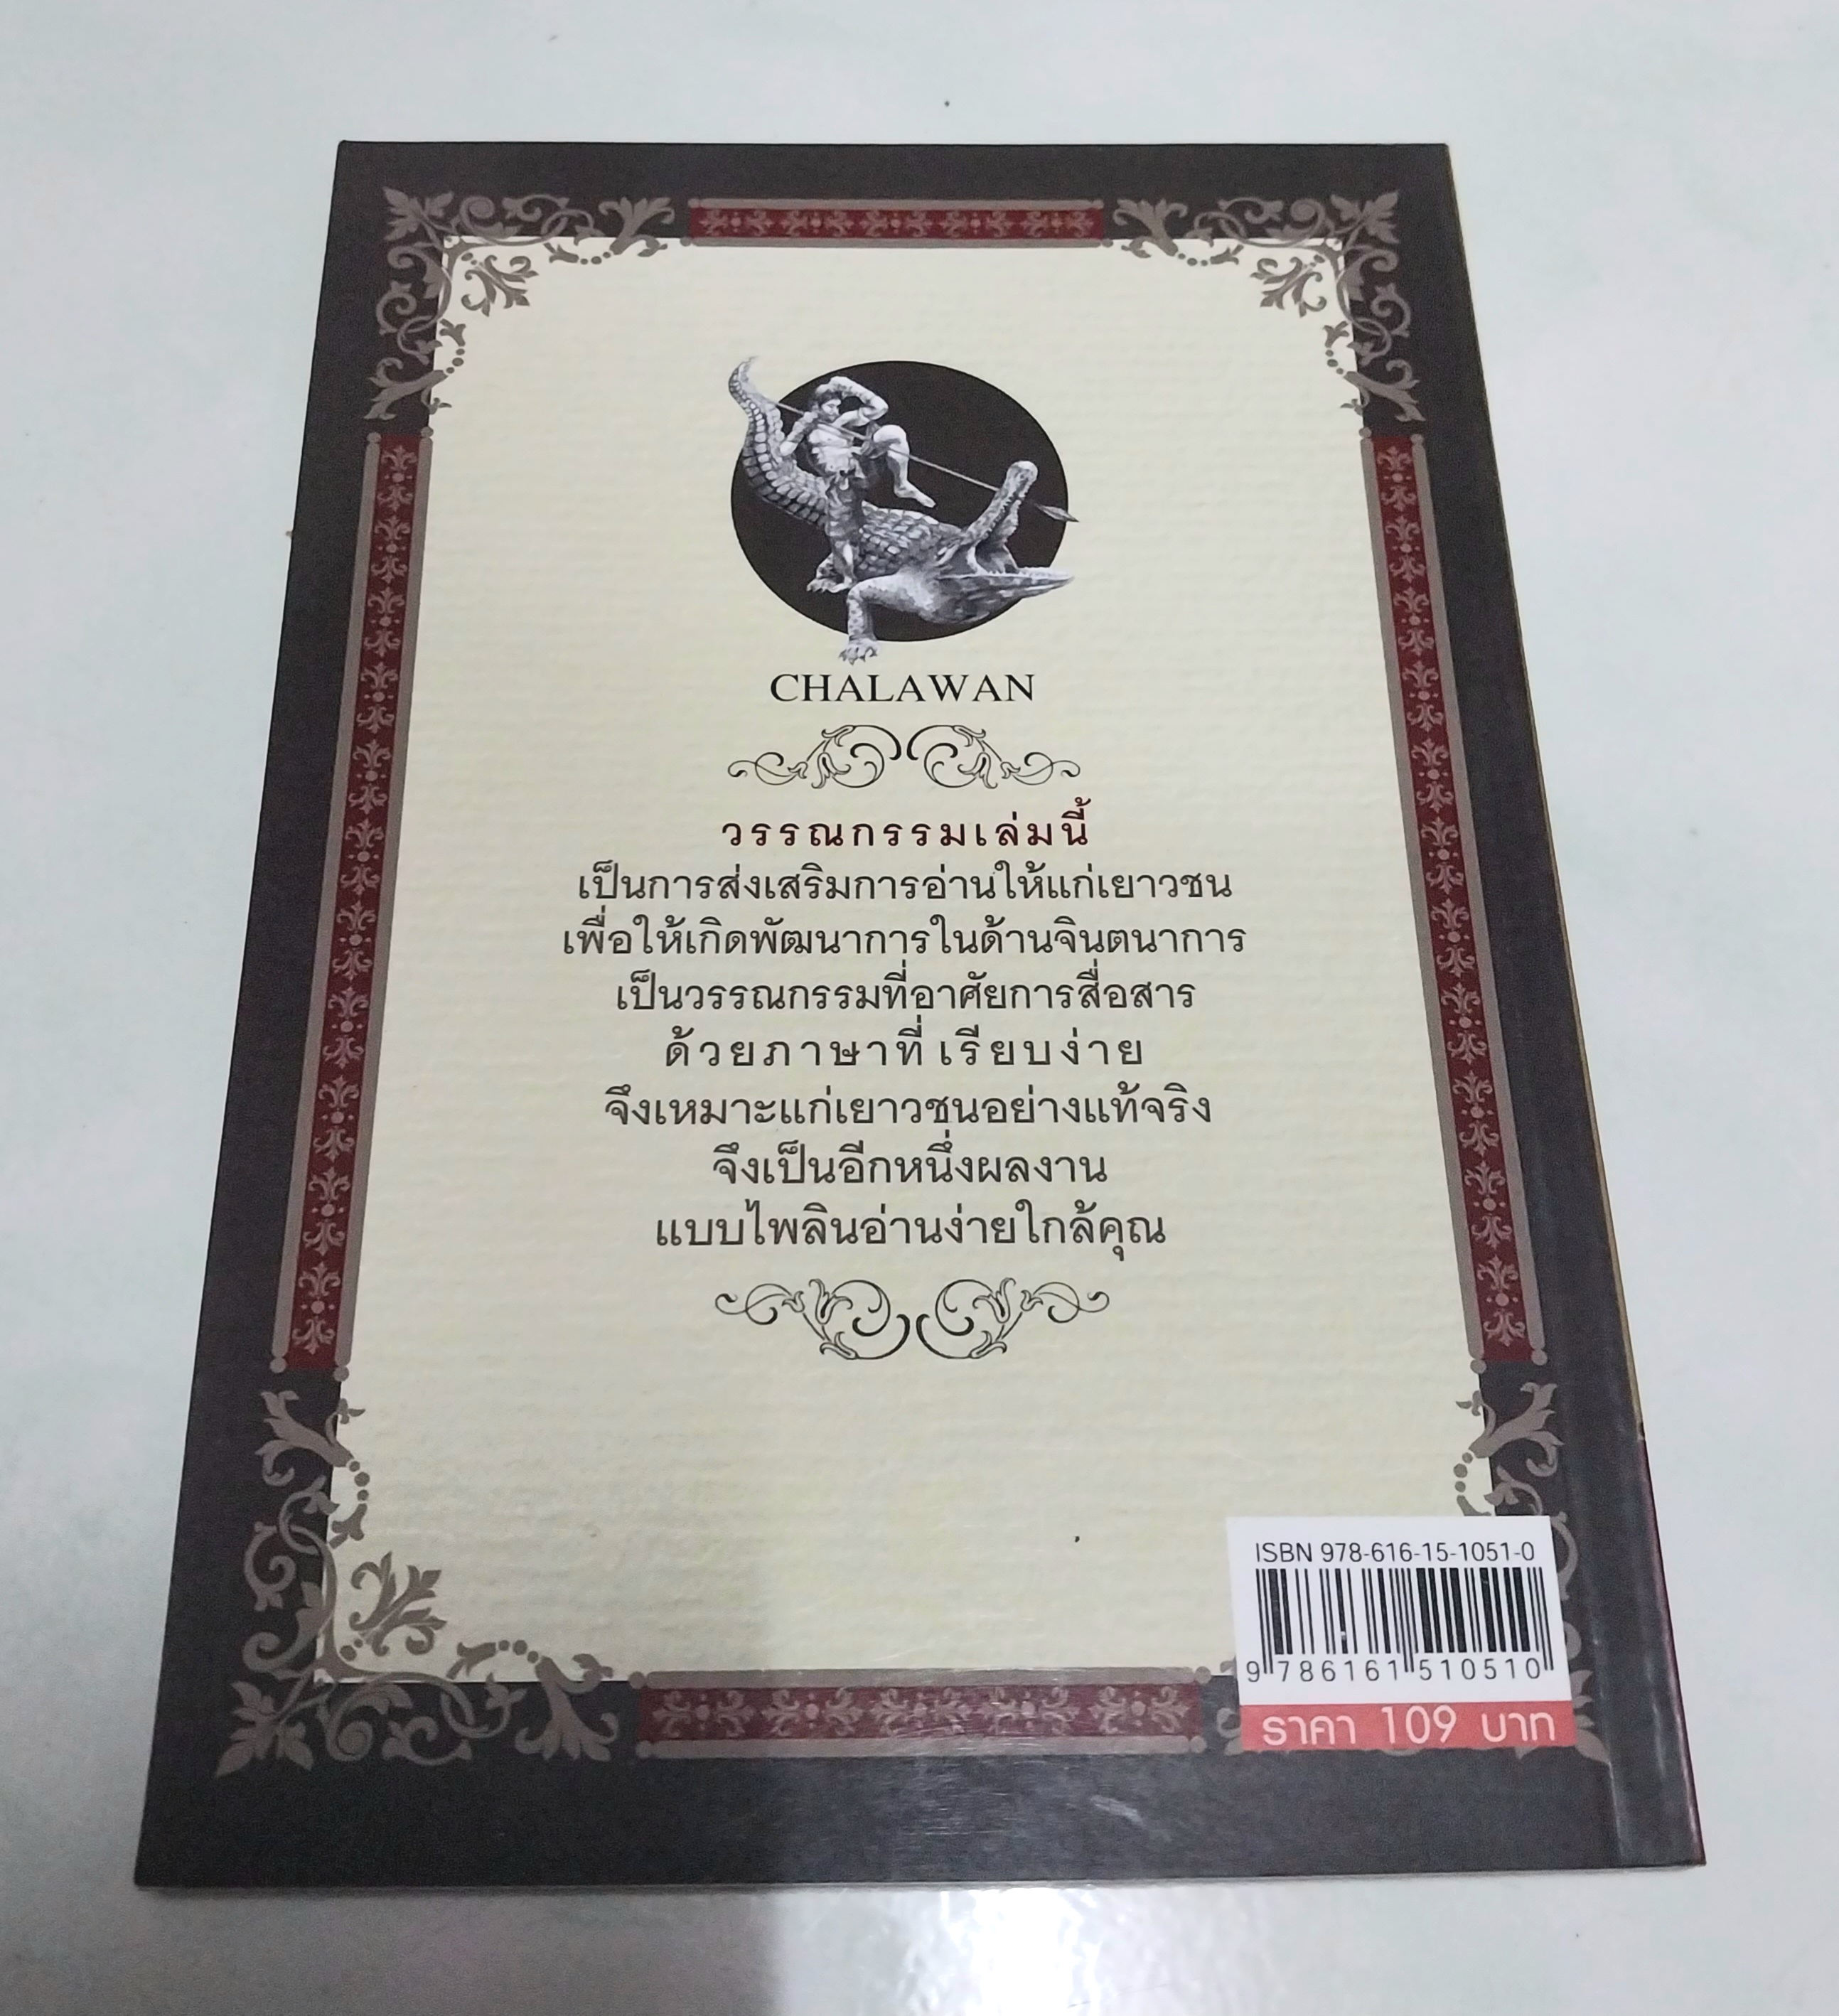 CHALAWAN
วรรณกรรมเล่มนี้
เป็นการส่งเสริมการอ่านให้แก่เยาวชน
เพื่อให้เกิดพัฒนาการในด้านจินตนาการ
เป็นวรรณกรรมที่อาศัยการสื่อสาร
ด้วยภาษาที่เรียบง่าย
จึงเหมาะแก่เยาวชนอย่างแท้จริง
จึงเป็นอีกหนึ่งผลงาน
แบบไพลินอ่านง่ายใกล้คุณ
ISBN 978-616-15-1051-0
9 786161 510510
ราคา 109 บาท